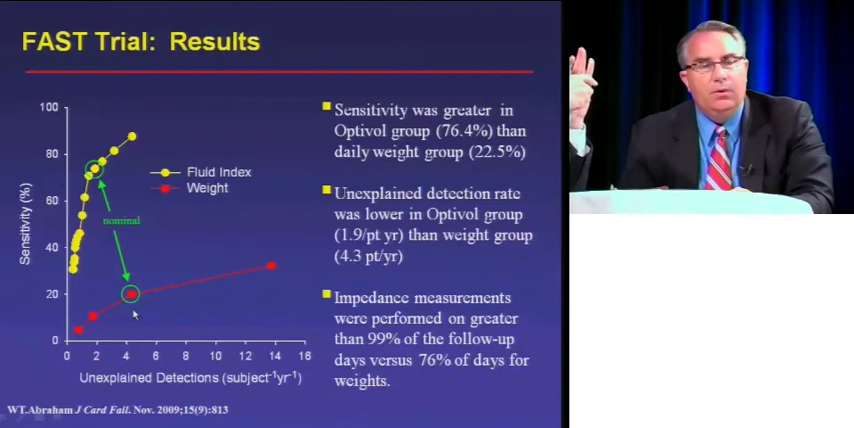 FAST Trial:  Results
100
80
60
40
20
0
Sensitivity (%)
Fluid Index
Weight
nominal
0 2 4 6 8 10 12 14 16
Unexplained Detections (subject⁻¹yr⁻¹)
Sensitivity was greater in
Optivol group (76.4%) than
daily weight group (22.5%)
Unexplained detection rate
was lower in Optivol group
(1.9/pt yr) than weight group
(4.3 pt/yr)
Impedance measurements
were performed on greater
than 99% of the follow-up
days versus 76% of days for
weights.
WT.Abraham J Card Fail. Nov. 2009;15(9):813